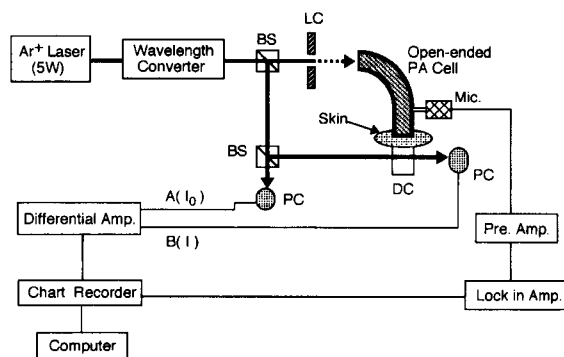 BS
LC
Ar+ Laser
(5W)
Wavelength
Converter
Open-ended
PA Cell
Mic.
Skin
BS
PC
DC
PC
A( I0 )
Differential Amp.
B( I )
Pre. Amp.
Chart Recorder
Lock in Amp.
Computer